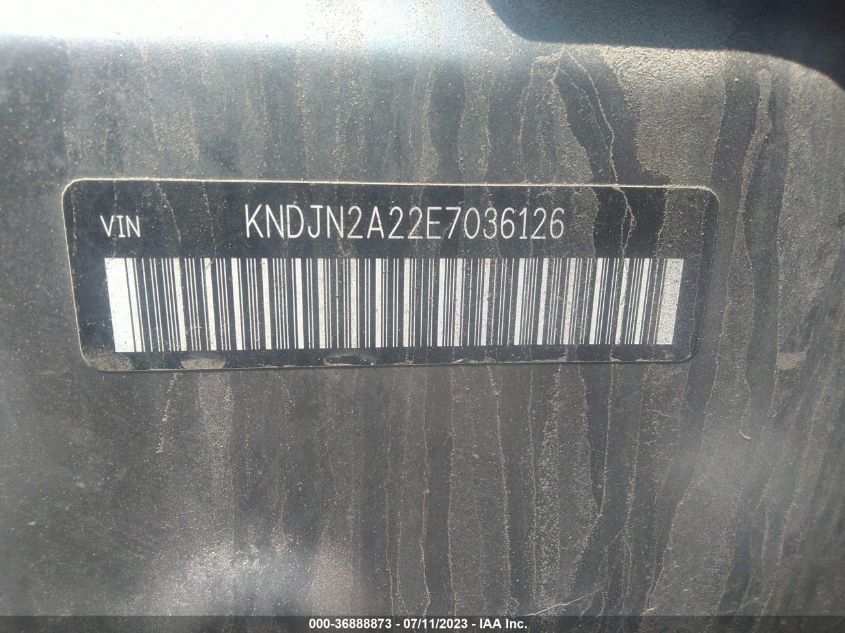 VIN KNDJN2A22E7036126
000-36888873 - 07/11/2023 - IAA Inc.